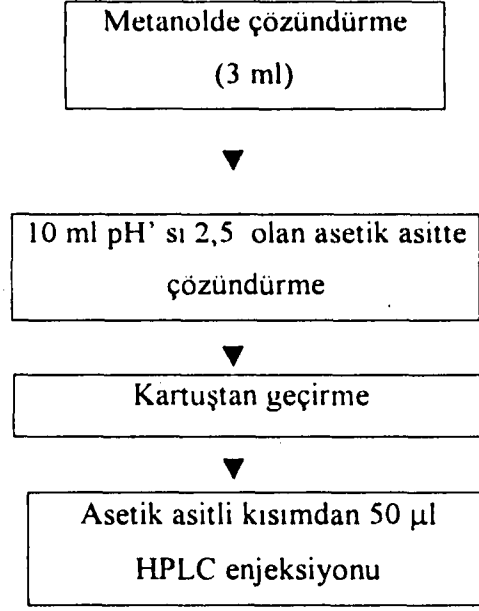 Metanolde çözündürme
(3 ml)
10 ml pH' sı 2,5 olan asetik asitte
çözündürme
Kartuştan geçirme
Asetik asitli kısımdan 50 µl
HPLC enjeksiyonu